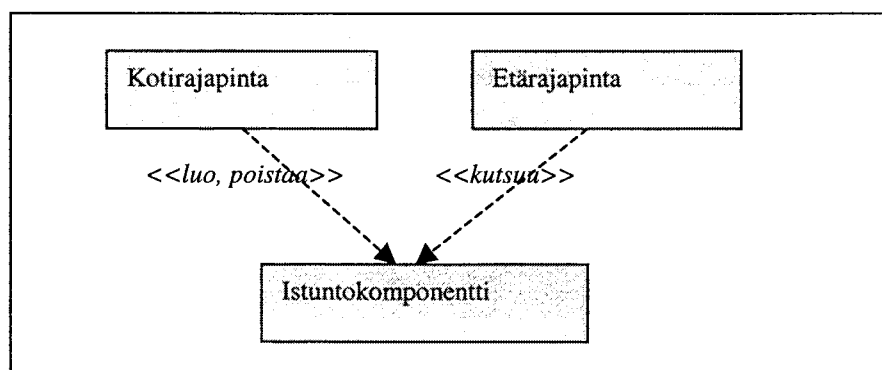 Kotirajapinta
Etärajapinta
<<luo, poistaa>>
<<kutsuu>>
Istuntokomponentti